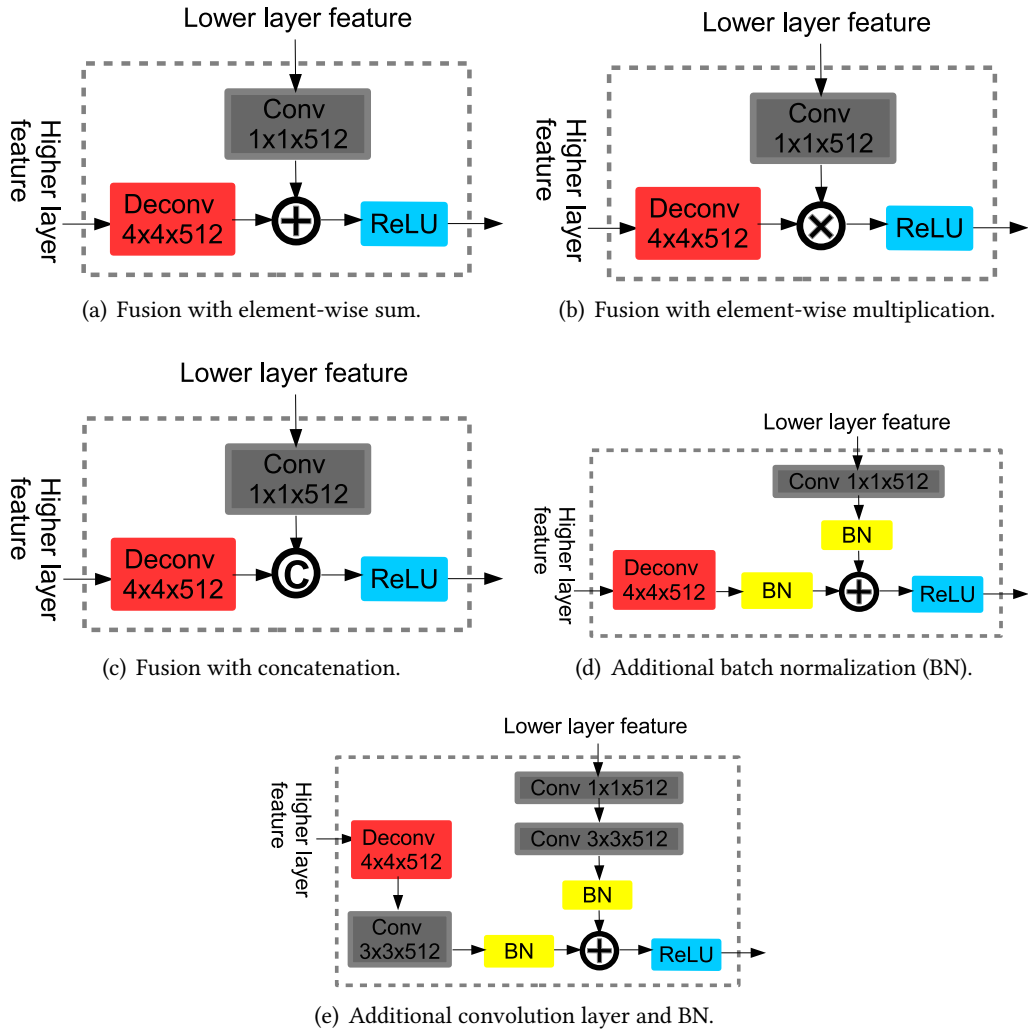 Lower layer feature
Conv
1x1x512
Higher layer
feature
Deconv
4x4x512
+
ReLU
(a) Fusion with element-wise sum.
Lower layer feature
Conv
1x1x512
Higher layer
feature
Deconv
4x4x512
×
ReLU
(b) Fusion with element-wise multiplication.
Lower layer feature
Conv
1x1x512
Higher layer
feature
Deconv
4x4x512
C
ReLU
(c) Fusion with concatenation.
Lower layer feature
Conv 1x1x512
BN
Higher layer
feature
Deconv
4x4x512
BN
+
ReLU
(d) Additional batch normalization (BN).
Lower layer feature
Conv 1x1x512
Conv 3x3x512
BN
Higher layer
feature
Deconv
4x4x512
Conv
3x3x512
BN
+
ReLU
(e) Additional convolution layer and BN.